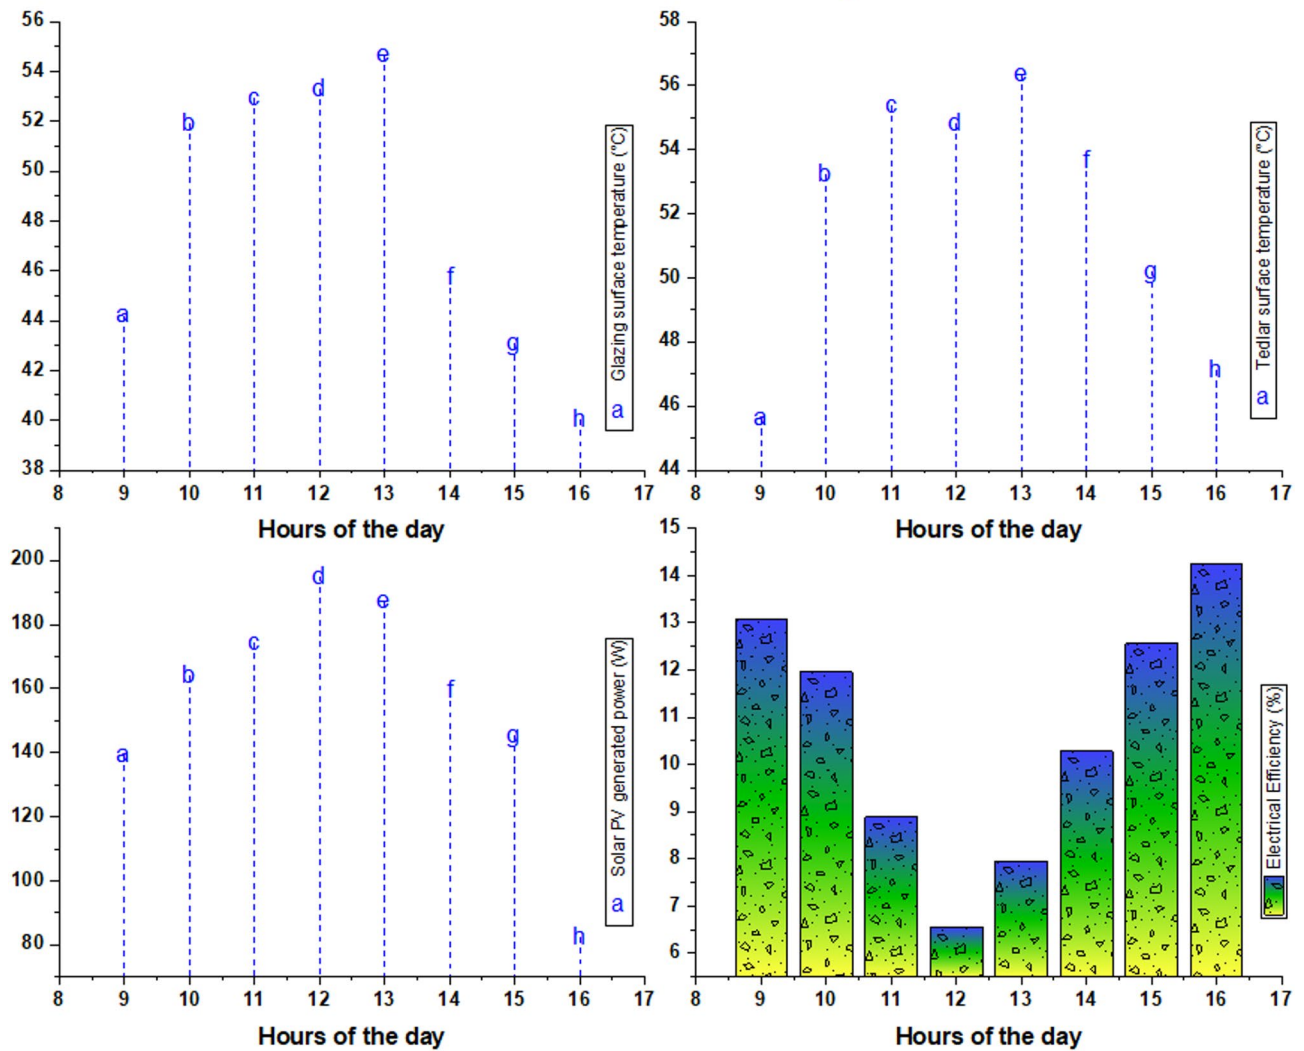 56
54
52
50
48
46
44
42
40
38
a
b
c
d
e
f
g
h
8 9 10 11 12 13 14 15 16 17
Hours of the day
a Glazing surface temperature (°C)
58
56
54
52
50
48
46
44
a
b
c
d
e
f
g
h
8 9 10 11 12 13 14 15 16 17
Hours of the day
a Tedlar surface temperature (°C)
200
180
160
140
120
100
80
a
b
c
d
e
f
g
h
8 9 10 11 12 13 14 15 16 17
Hours of the day
a Solar PV generated power (W)
15
14
13
12
11
10
9
8
7
6
8 9 10 11 12 13 14 15 16 17
Hours of the day
Electrical Efficiency (%)